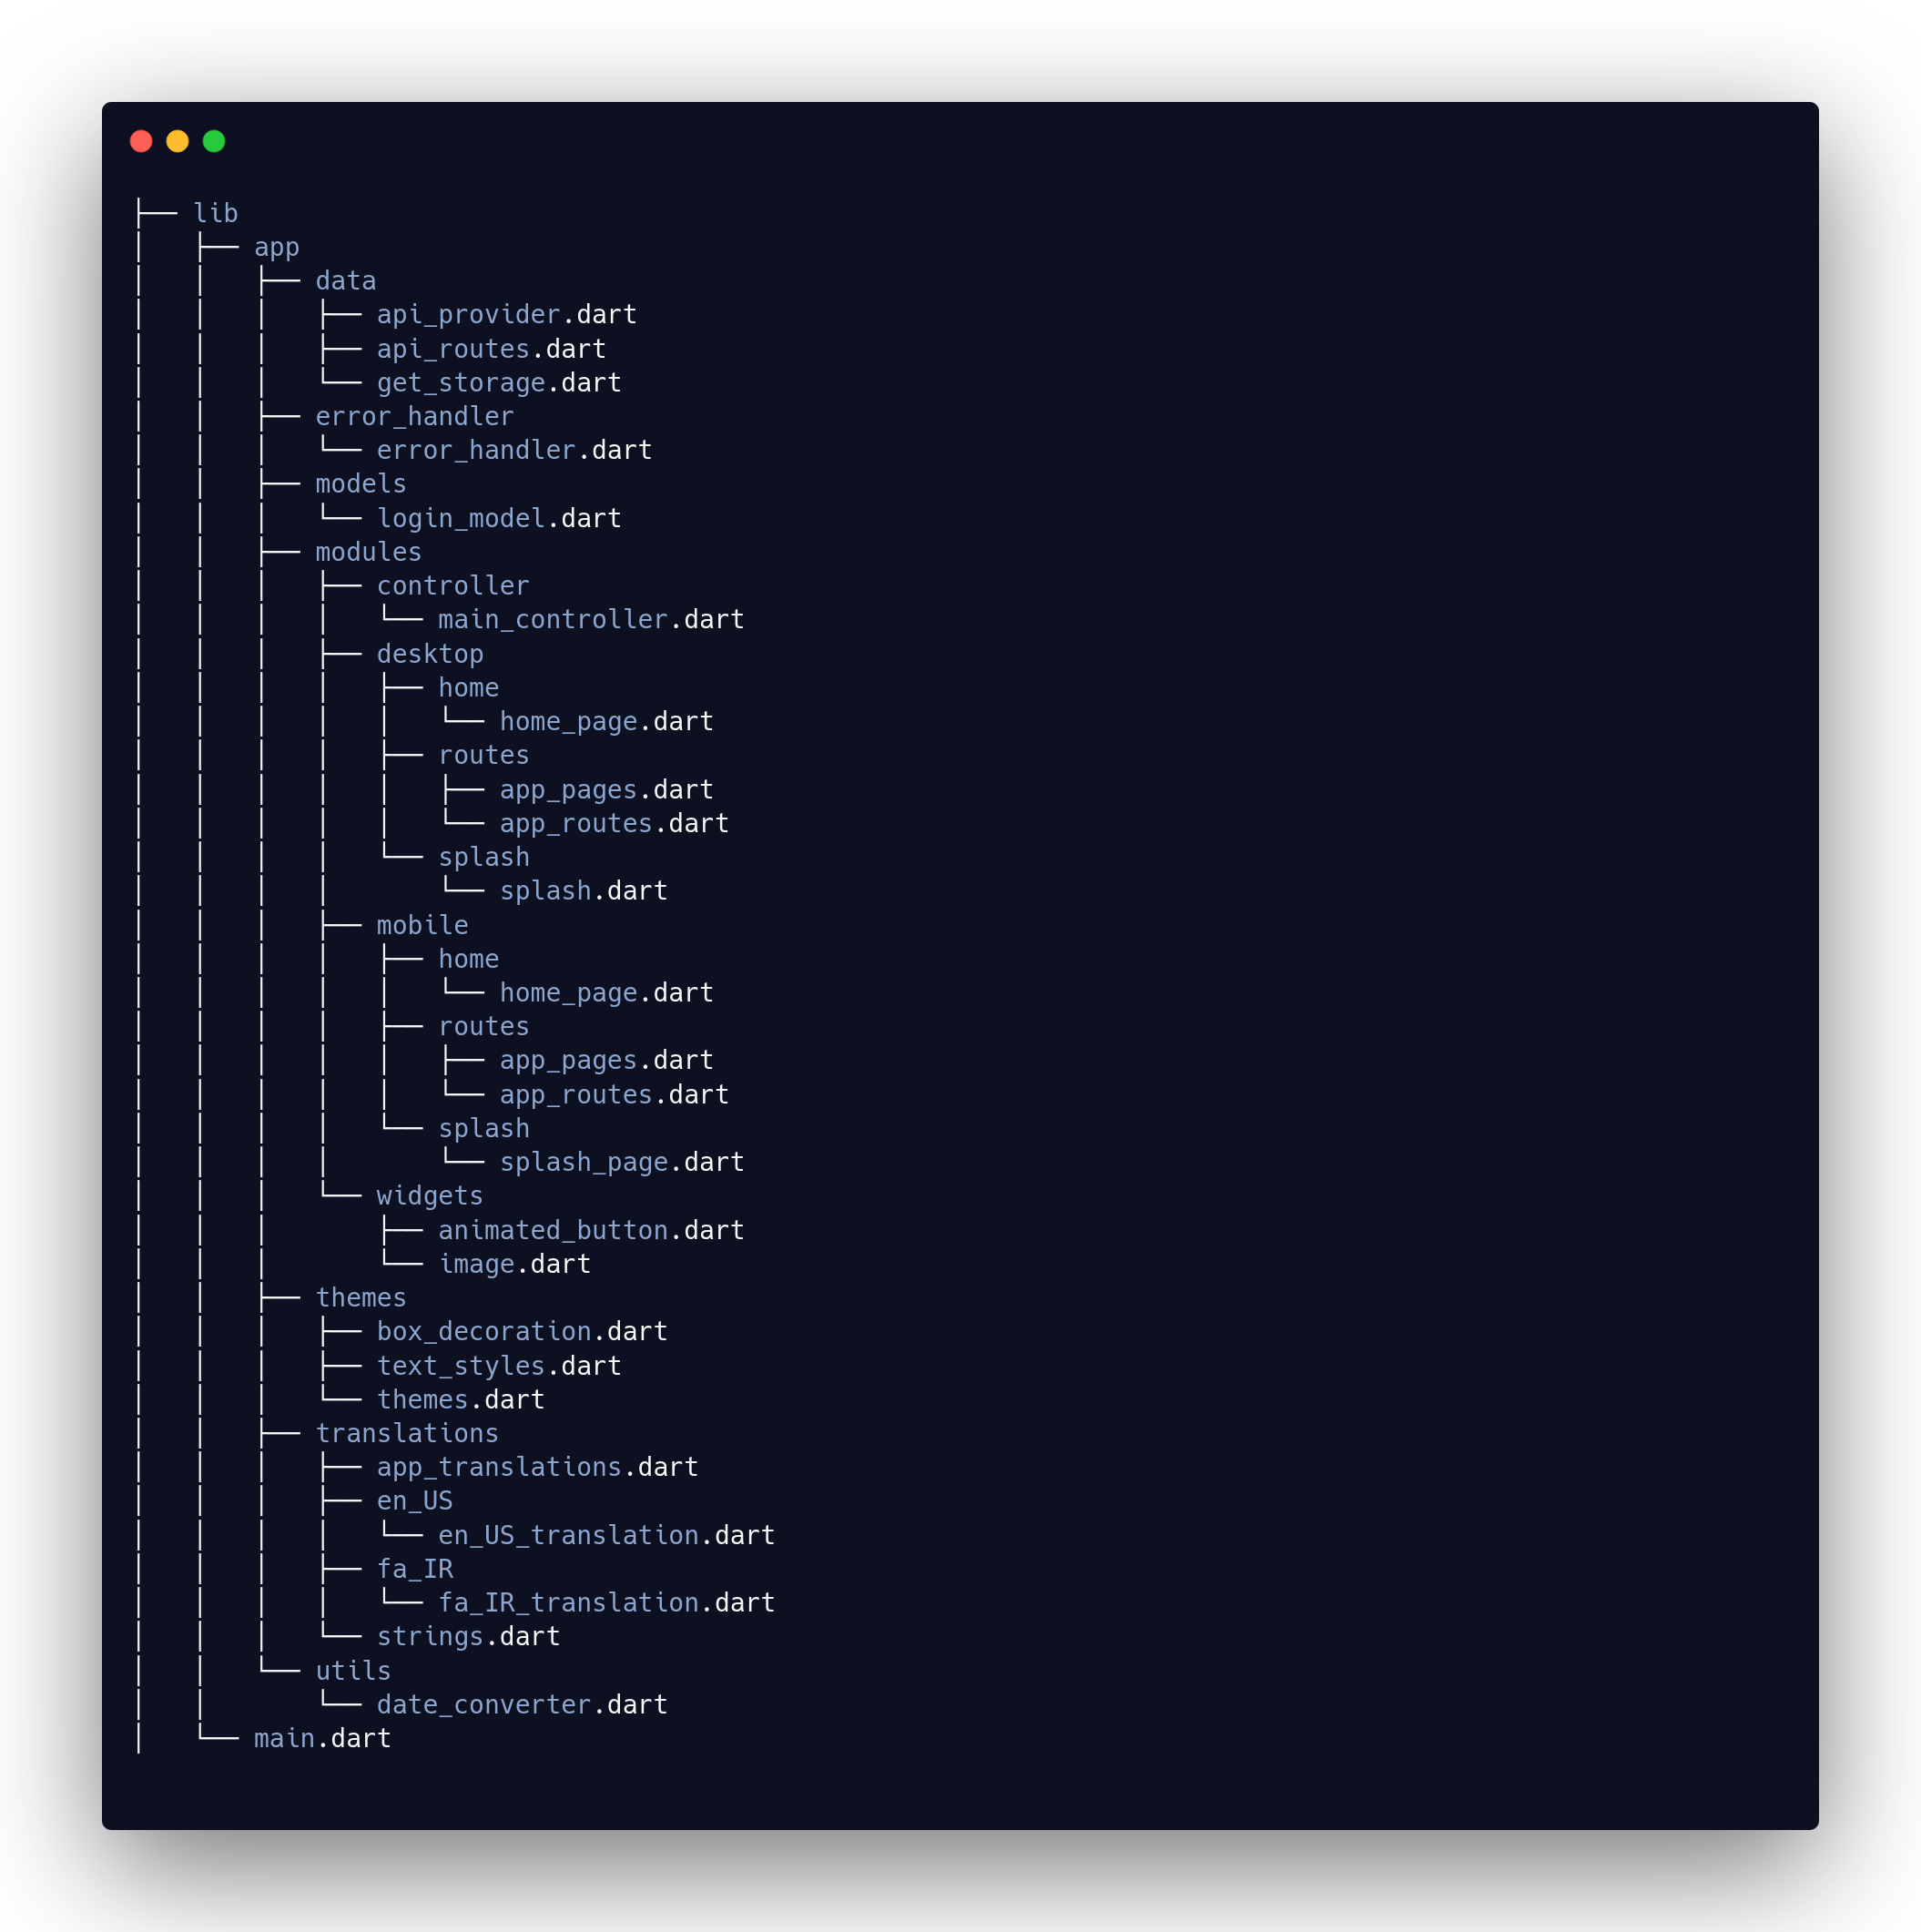 ├── lib
│   ├── app
│   │   ├── data
│   │   │   ├── api_provider.dart
│   │   │   ├── api_routes.dart
│   │   │   └── get_storage.dart
│   │   ├── error_handler
│   │   │   └── error_handler.dart
│   │   ├── models
│   │   │   └── login_model.dart
│   │   ├── modules
│   │   │   ├── controller
│   │   │   │   └── main_controller.dart
│   │   │   ├── desktop
│   │   │   │   ├── home
│   │   │   │   │   └── home_page.dart
│   │   │   │   ├── routes
│   │   │   │   │   ├── app_pages.dart
│   │   │   │   │   └── app_routes.dart
│   │   │   │   └── splash
│   │   │   │       └── splash.dart
│   │   │   ├── mobile
│   │   │   │   ├── home
│   │   │   │   │   └── home_page.dart
│   │   │   │   ├── routes
│   │   │   │   │   ├── app_pages.dart
│   │   │   │   │   └── app_routes.dart
│   │   │   │   └── splash
│   │   │   │       └── splash_page.dart
│   │   │   └── widgets
│   │   │       ├── animated_button.dart
│   │   │       └── image.dart
│   │   ├── themes
│   │   │   ├── box_decoration.dart
│   │   │   ├── text_styles.dart
│   │   │   └── themes.dart
│   │   ├── translations
│   │   │   ├── app_translations.dart
│   │   │   ├── en_US
│   │   │   │   └── en_US_translation.dart
│   │   │   ├── fa_IR
│   │   │   │   └── fa_IR_translation.dart
│   │   │   └── strings.dart
│   │   └── utils
│   │       └── date_converter.dart
│   └── main.dart